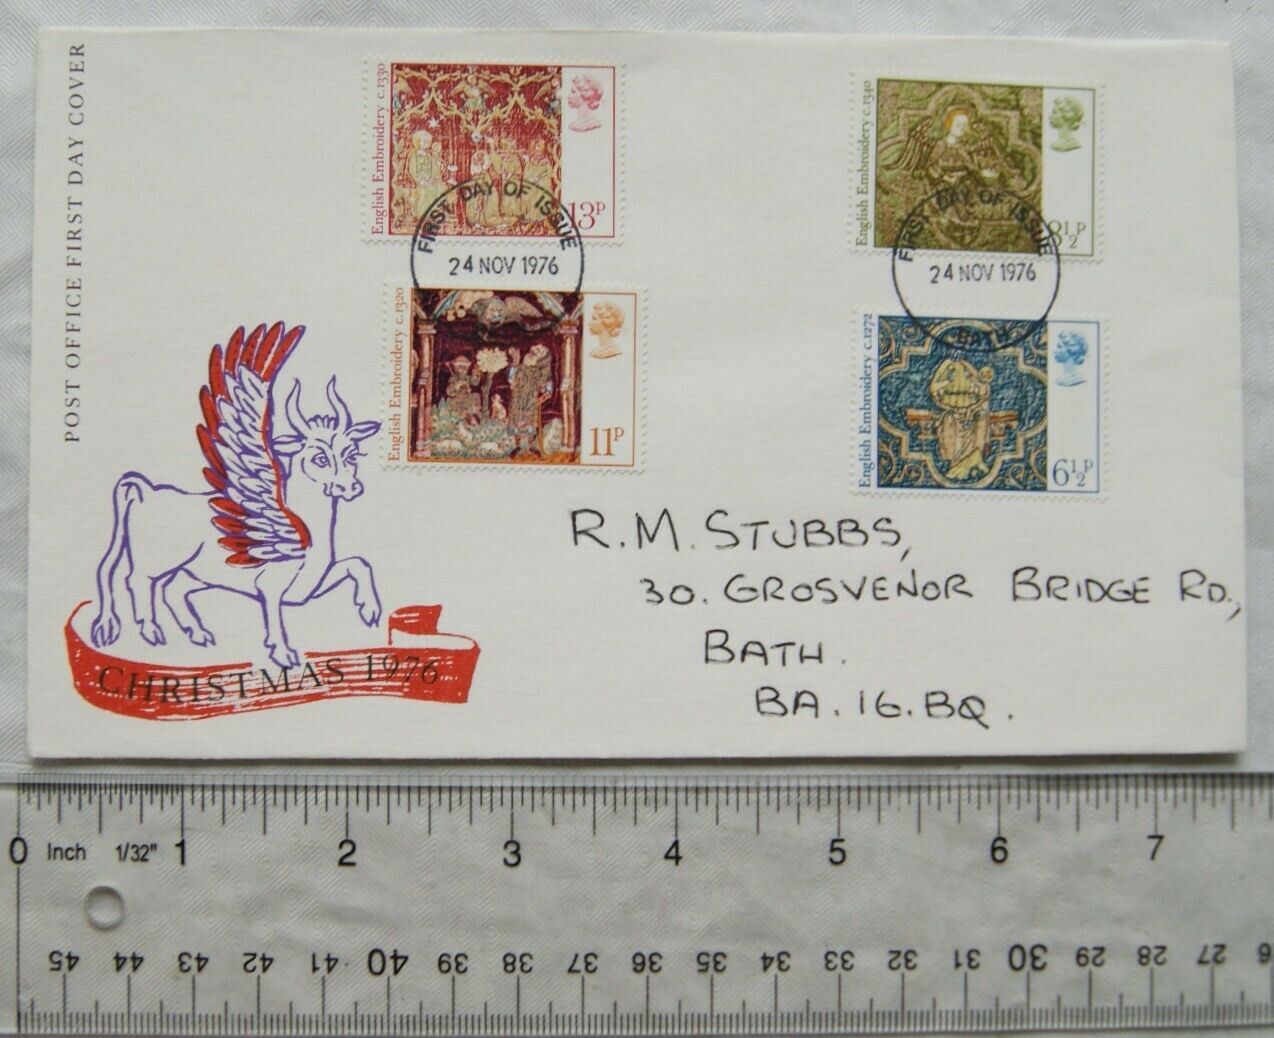 POST OFFICE FIRST DAY COVER
English Embroidery c.1330
13P
FIRST DAY OF ISSUE
24 NOV 1976
English Embroidery c.1320
11P
English Embroidery c.1340
8½P
FIRST DAY OF ISSUE
24 NOV 1976
BATH
English Embroidery c.1272
6½P
CHRISTMAS 1976
R. M. STUBBS,
30. GROSVENOR BRIDGE RD.,
BATH.
BA. 16. BQ.
0 Inch 1/32" 1 2 3 4 5 6 7
45 44 43 42 41 40 39 38 37 36 35 34 33 32 31 30 29 28 27